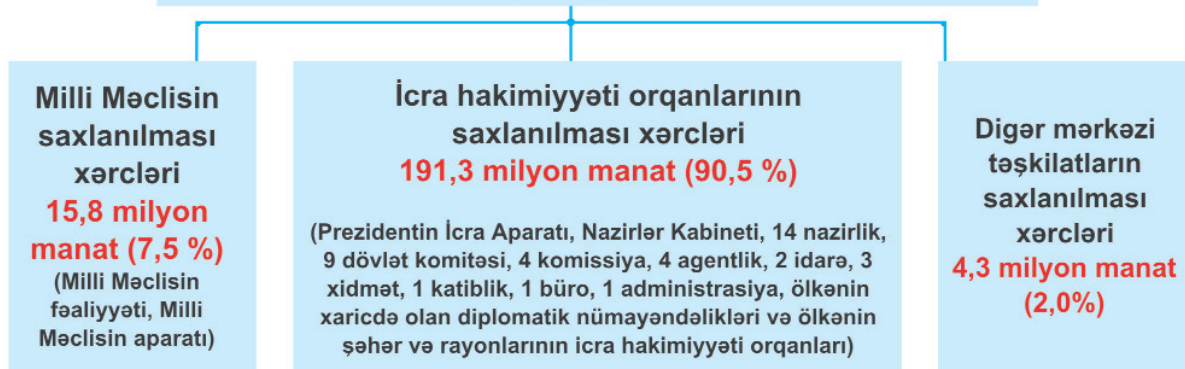 Milli Məclisin
saxlanılması
xərcləri
15,8 milyon
manat (7,5 %)
(Milli Məclisin
fəaliyyəti, Milli
Məclisin aparatı)
İcra hakimiyyəti orqanlarının
saxlanılması xərcləri
191,3 milyon manat (90,5 %)
(Prezidentin İcra Aparatı, Nazirlər Kabineti, 14 nazirlik,
9 dövlət komitəsi, 4 komissiya, 4 agentlik, 2 idarə, 3
xidmət, 1 katiblik, 1 büro, 1 administrasiya, ölkənin
xaricdə olan diplomatik nümayəndəlikləri və ölkənin
şəhər və rayonlarının icra hakimiyyəti orqanları)
Digər mərkəzi
təşkilatların
saxlanılması
xərcləri
4,3 milyon manat
(2,0%)